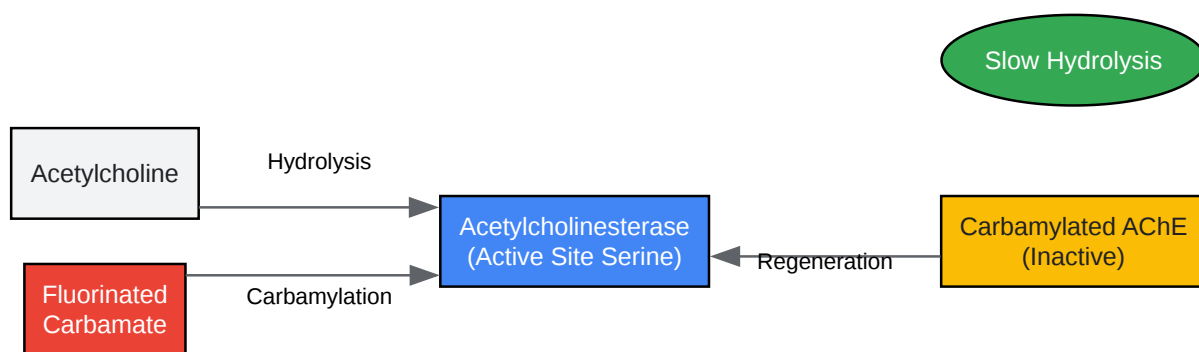 Slow Hydrolysis
Acetylcholine
Hydrolysis
Acetylcholinesterase
(Active Site Serine)
Carbamylated AChE
(Inactive)
Regeneration
Fluorinated
Carbamate
Carbamylation